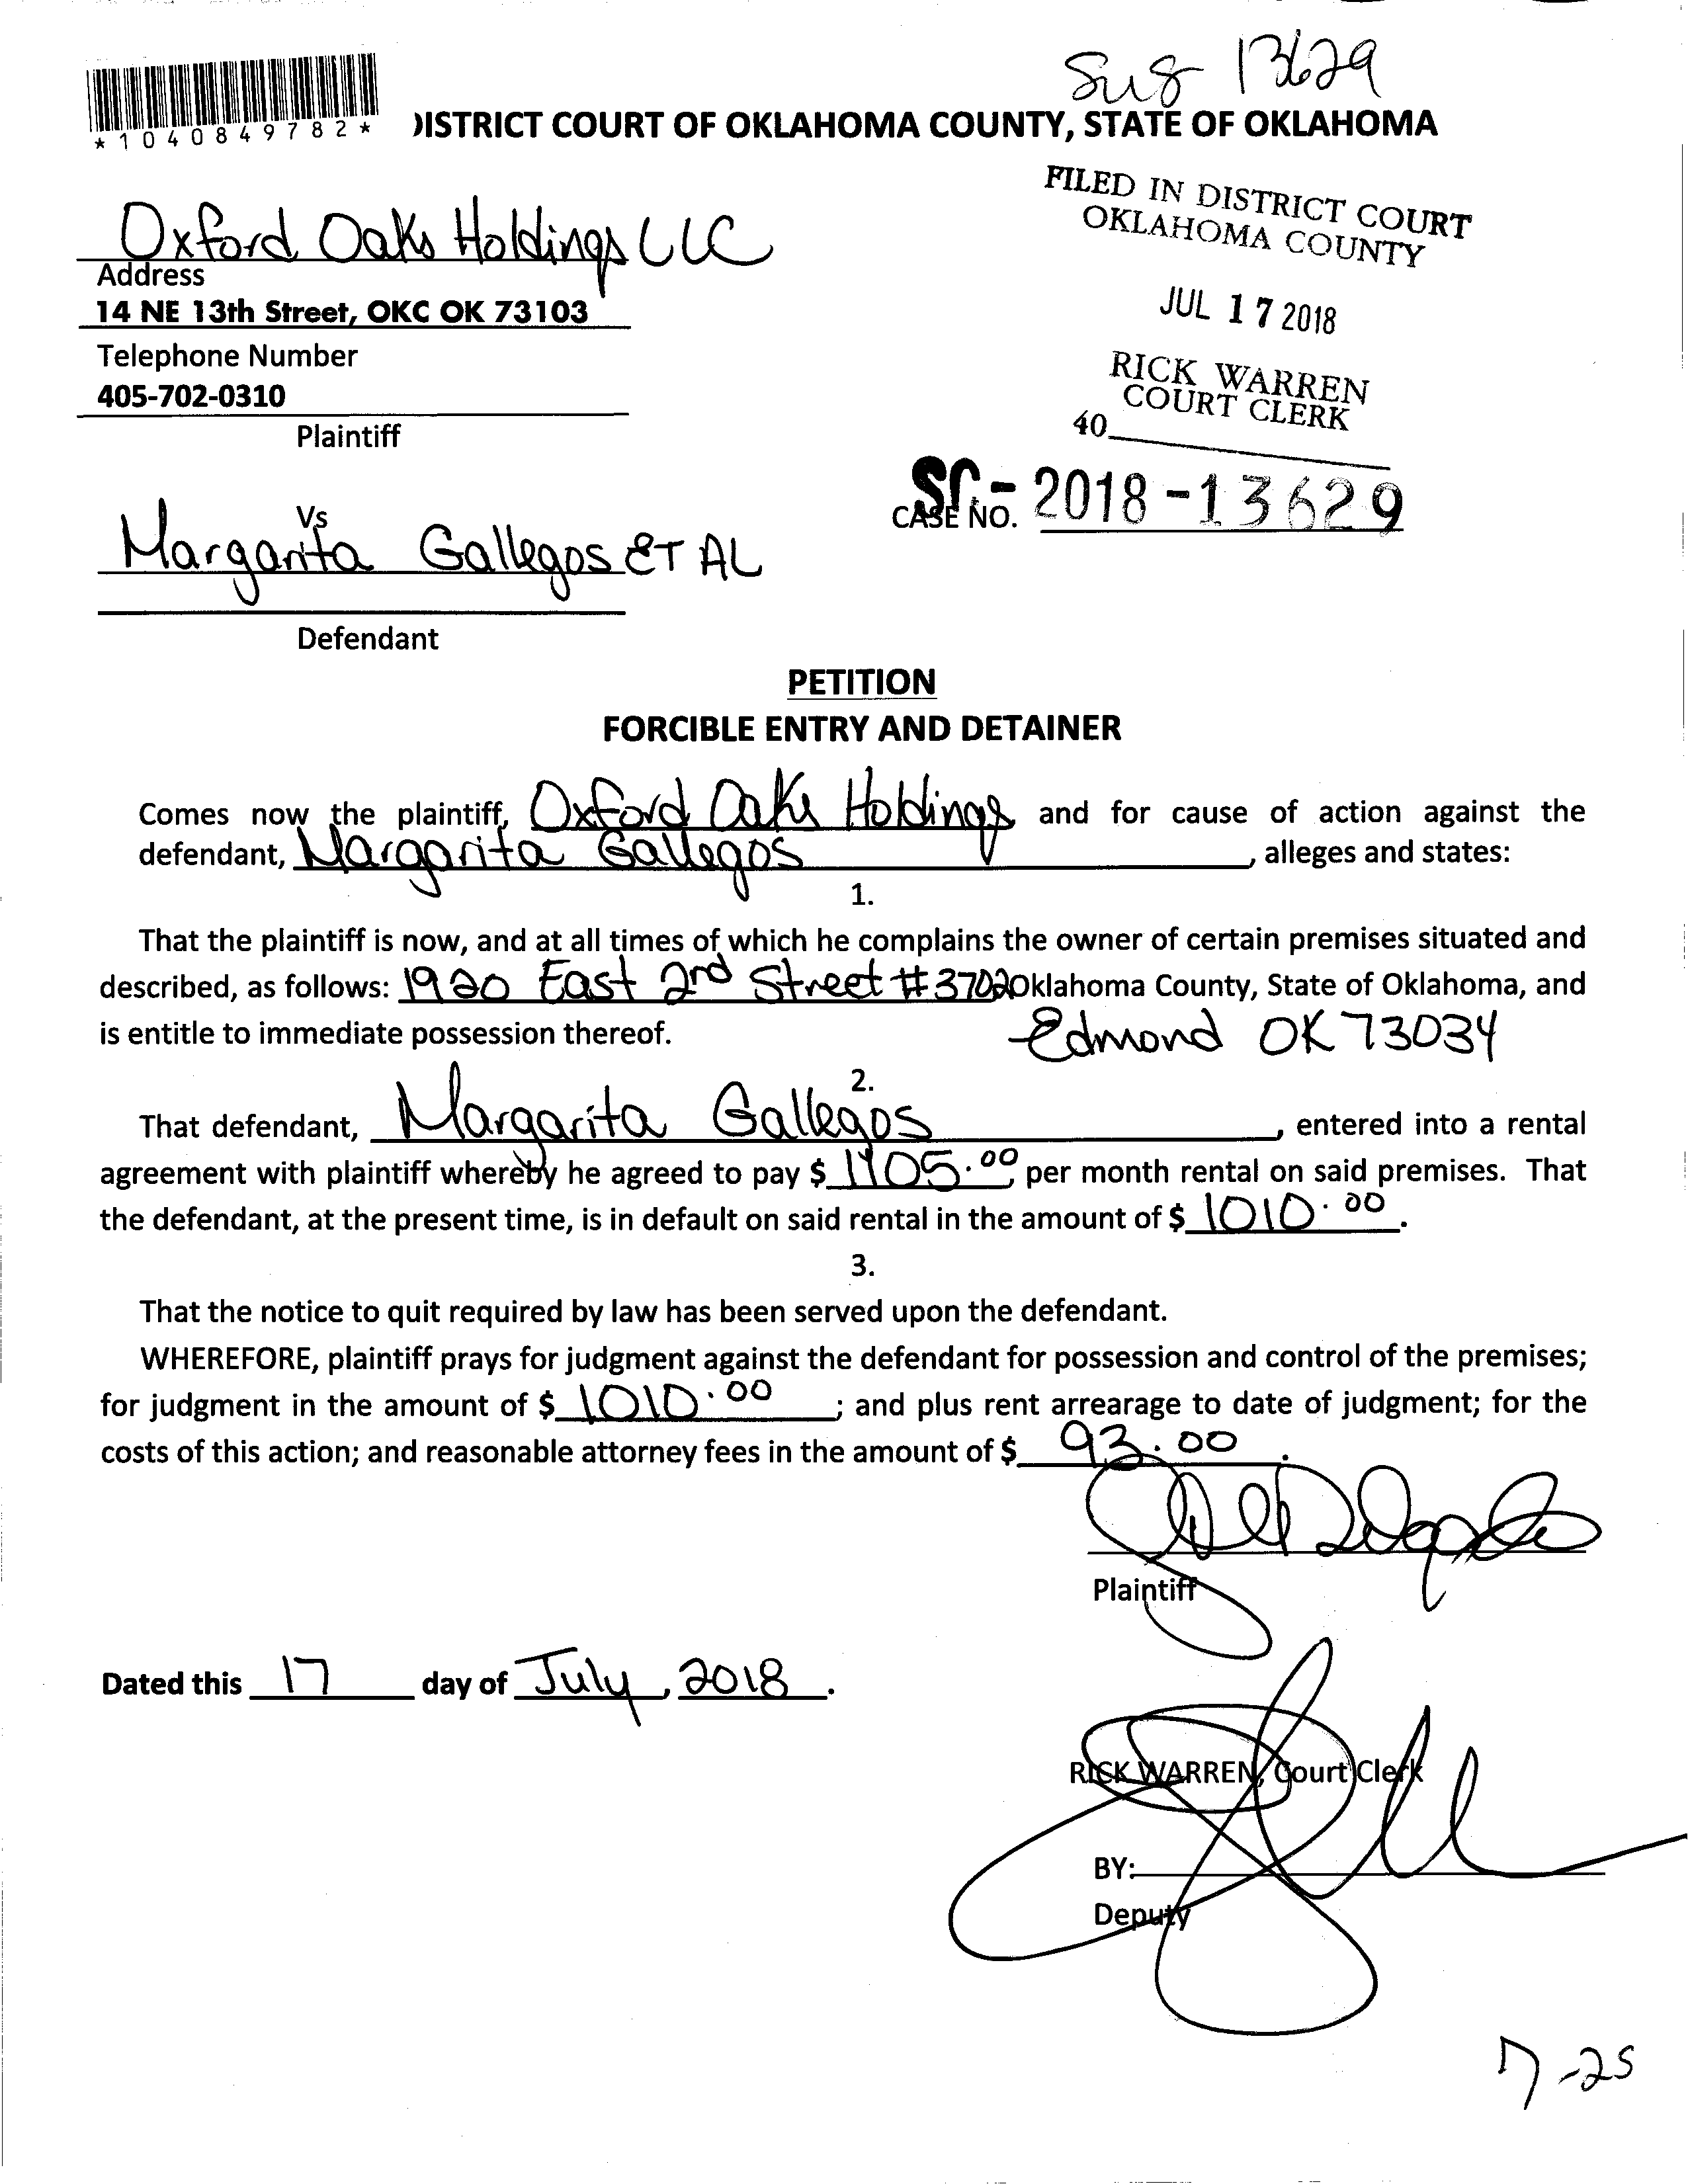 Sug 13629
*1040849782*
DISTRICT COURT OF OKLAHOMA COUNTY, STATE OF OKLAHOMA
FILED IN DISTRICT COURT
OKLAHOMA COUNTY
JUL 17 2018
RICK WARREN
COURT CLERK
40
Oxford Oaks Holdings LLC
Address
14 NE 13th Street, OKC OK 73103
Telephone Number
405-702-0310
Plaintiff
SC - 2018 - 13629
CASE NO.
Vs
Margarita Gallegos ET AL
Defendant
PETITION
FORCIBLE ENTRY AND DETAINER
Comes now the plaintiff, Oxford Oaks Holdings and for cause of action against the
defendant, Margarita Gallegos, alleges and states:
1.
That the plaintiff is now, and at all times of which he complains the owner of certain premises situated and
described, as follows: 1920 East 2nd Street #3702 Oklahoma County, State of Oklahoma, and
is entitle to immediate possession thereof. Edmond OK 73034
2.
That defendant, Margarita Gallegos, entered into a rental
agreement with plaintiff whereby he agreed to pay $ 1105.00 per month rental on said premises. That
the defendant, at the present time, is in default on said rental in the amount of $ 1010.00.
3.
That the notice to quit required by law has been served upon the defendant.
WHEREFORE, plaintiff prays for judgment against the defendant for possession and control of the premises;
for judgment in the amount of $ 1010.00; and plus rent arrearage to date of judgment; for the
costs of this action; and reasonable attorney fees in the amount of $ 93.00.
Plaintiff
Dated this 17 day of July, 2018.
RICK WARREN, Court Clerk
BY:
Deputy
7-25